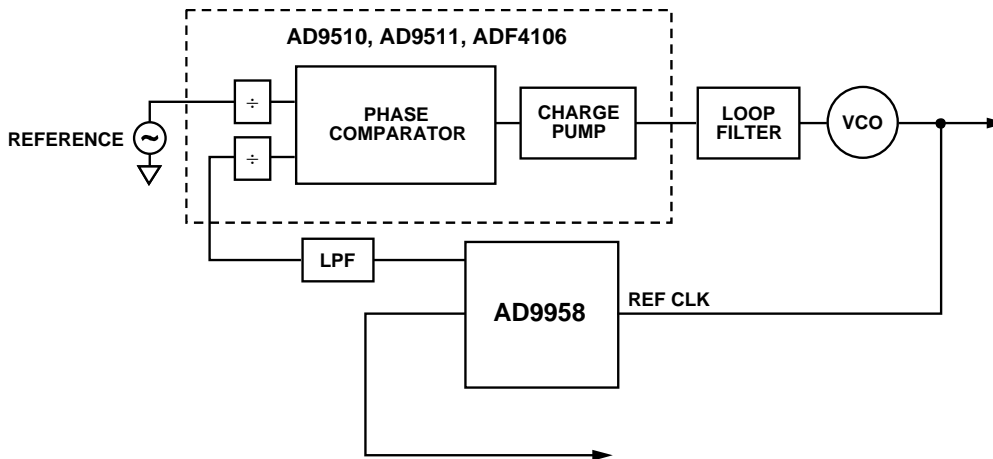 AD9510, AD9511, ADF4106
REFERENCE
~
÷
÷
PHASE
COMPARATOR
CHARGE
PUMP
LOOP
FILTER
VCO
LPF
AD9958
REF CLK